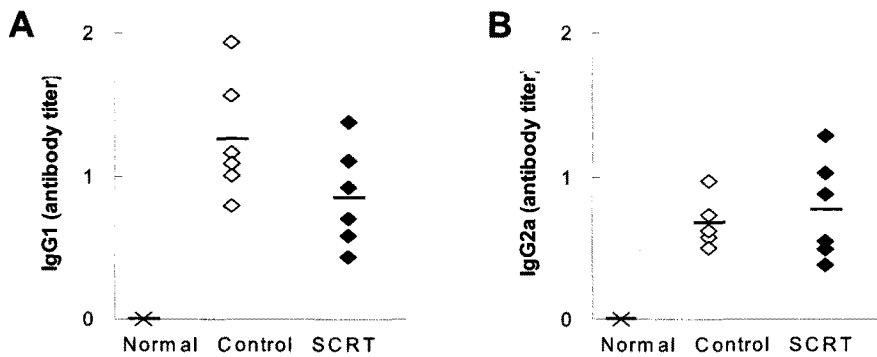 A
IgG1 (antibody titer)
2
1
0
Normal Control SCRT
B
IgG2a (antibody titer)
2
1
0
Normal Control SCRT